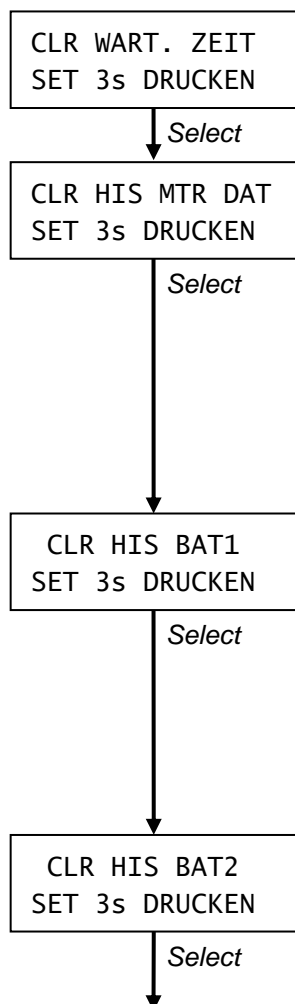 CLR WART. ZEIT
SET 3s DRUCKEN
Select
CLR HIS MTR DAT
SET 3s DRUCKEN
Select
CLR HIS BAT1
SET 3s DRUCKEN
Select
CLR HIS BAT2
SET 3s DRUCKEN
Select